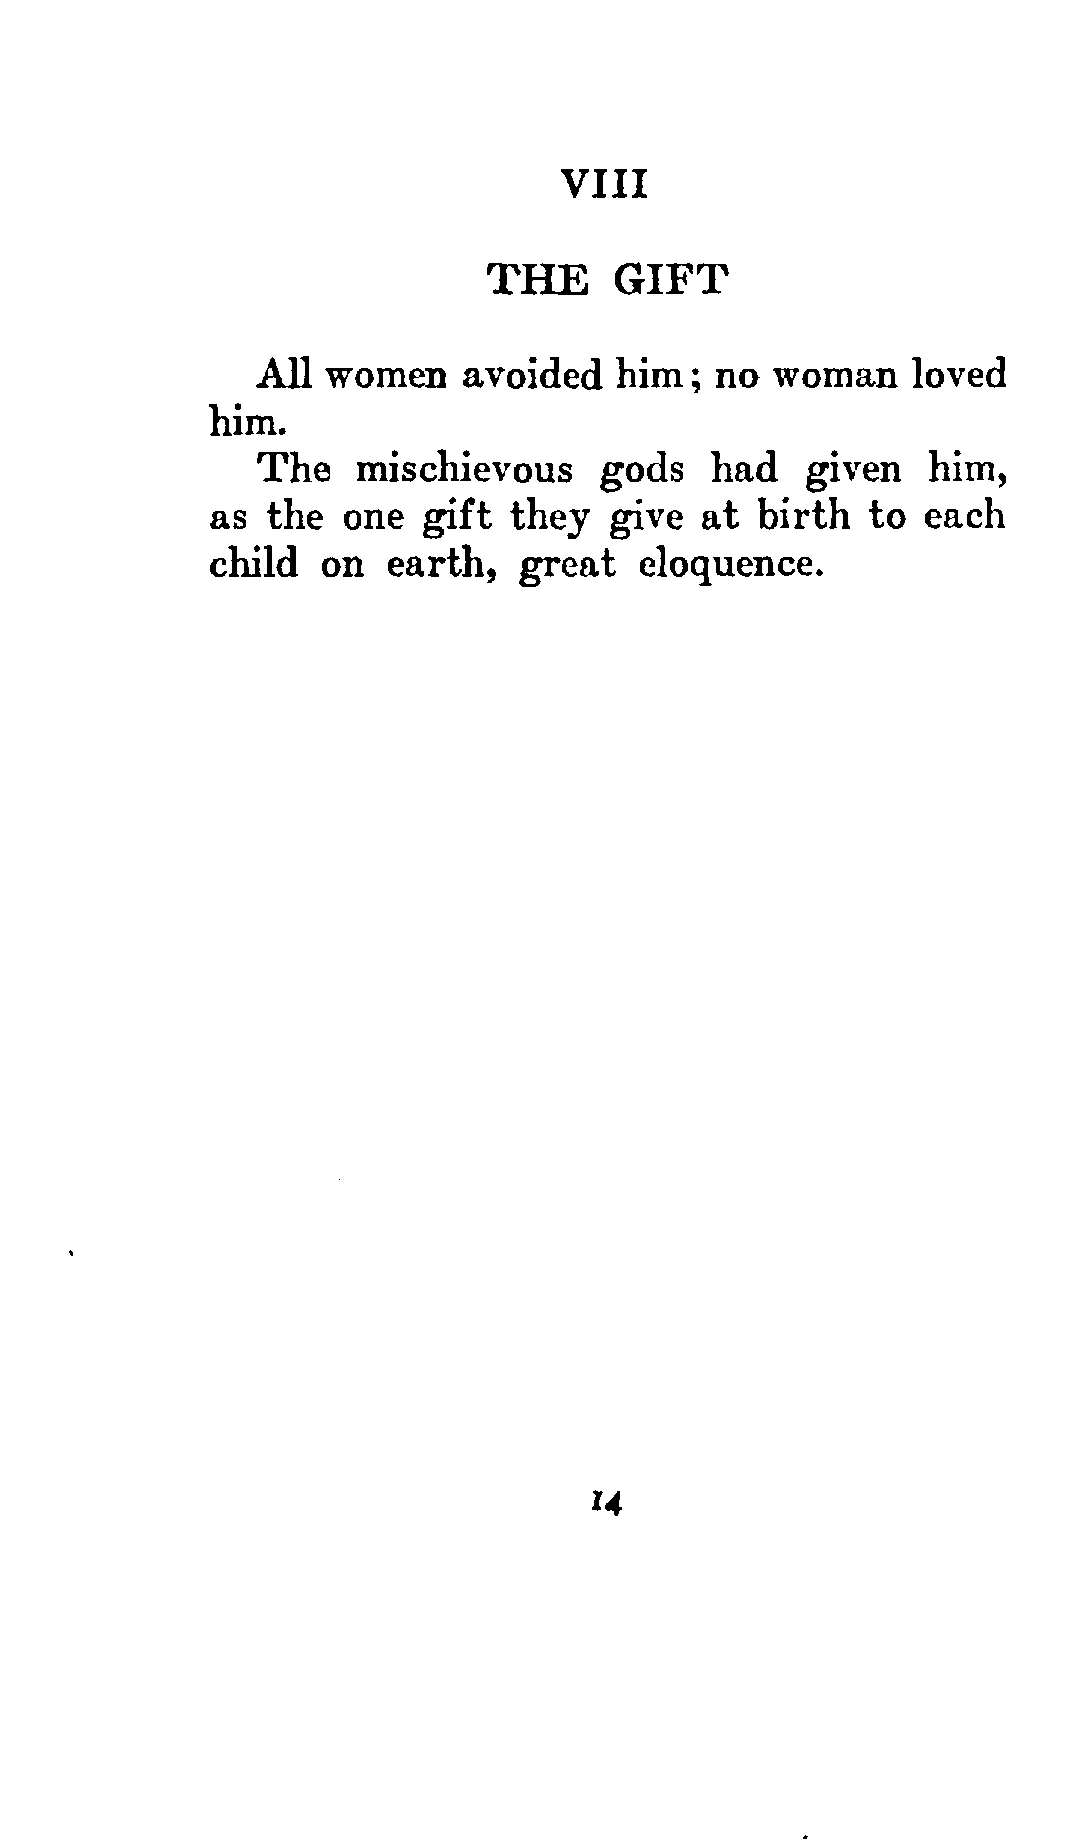 VIII
THE GIFT
All women avoided him; no woman loved
him.
The mischievous gods had given him,
as the one gift they give at birth to each
child on earth, great eloquence.
14